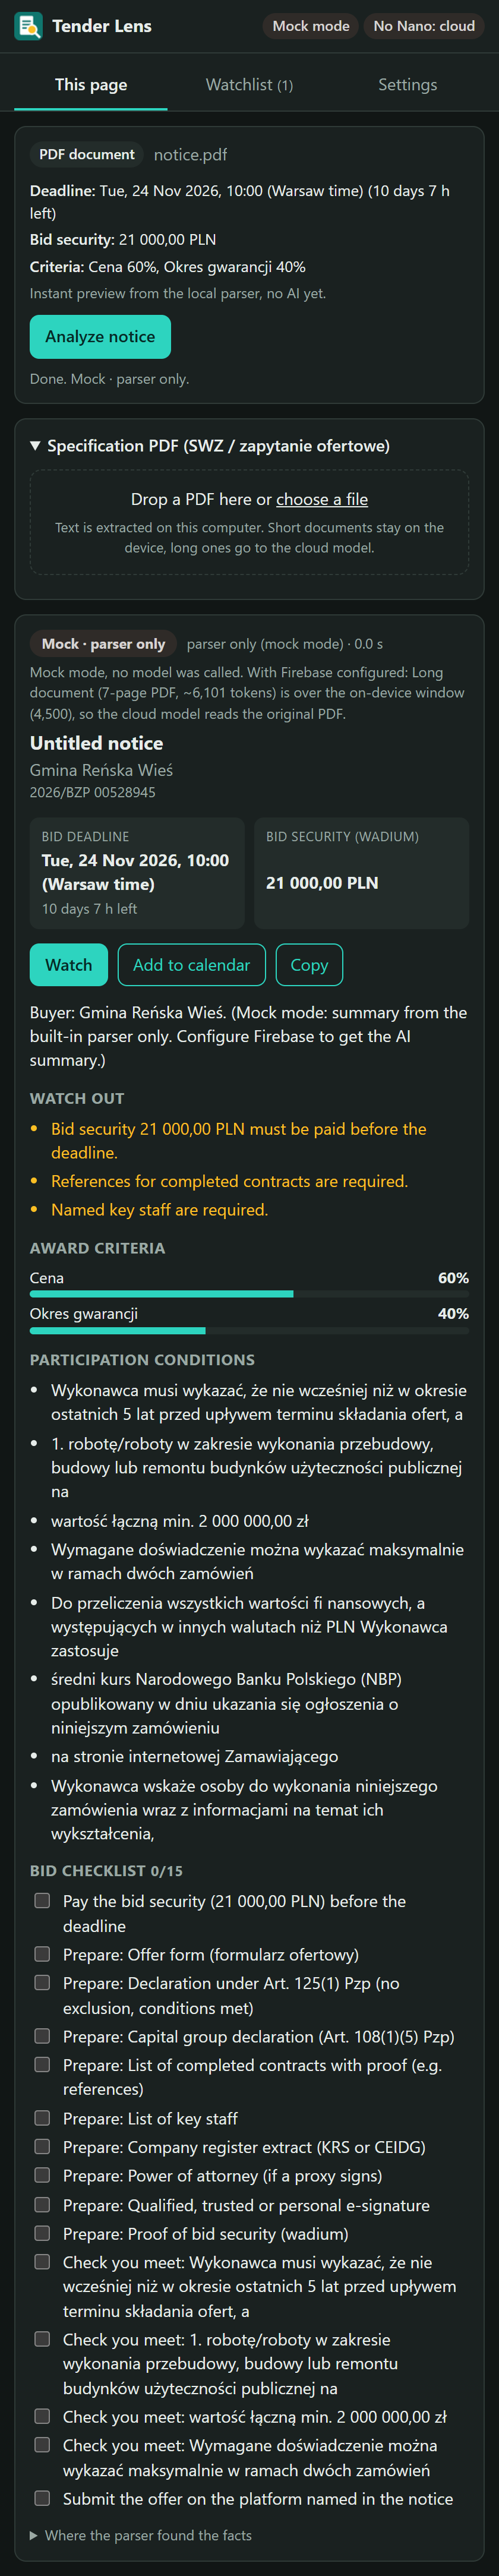 Tender Lens
Mock mode
No Nano: cloud
This page
Watchlist (1)
Settings
PDF document
notice.pdf
Deadline: Tue, 24 Nov 2026, 10:00 (Warsaw time) (10 days 7 h
left)
Bid security: 21 000,00 PLN
Criteria: Cena 60%, Okres gwarancji 40%
Instant preview from the local parser, no AI yet.
Analyze notice
Done. Mock · parser only.
Specification PDF (SWZ / zapytanie ofertowe)
Drop a PDF here or choose a file
Text is extracted on this computer. Short documents stay on the
device, long ones go to the cloud model.
Mock · parser only
parser only (mock mode) · 0.0 s
Mock mode, no model was called. With Firebase configured: Long
document (7-page PDF, ~6,101 tokens) is over the on-device window
(4,500), so the cloud model reads the original PDF.
Untitled notice
Gmina Reńska Wieś
2026/BZP 00528945
BID DEADLINE
Tue, 24 Nov 2026, 10:00
(Warsaw time)
10 days 7 h left
BID SECURITY (WADIUM)
21 000,00 PLN
Watch
Add to calendar
Copy
Buyer: Gmina Reńska Wieś. (Mock mode: summary from the
built-in parser only. Configure Firebase to get the AI
summary.)
WATCH OUT
• Bid security 21 000,00 PLN must be paid before the
deadline.
• References for completed contracts are required.
• Named key staff are required.
AWARD CRITERIA
Cena 60%
Okres gwarancji 40%
PARTICIPATION CONDITIONS
• Wykonawca musi wykazać, że nie wcześniej niż w okresie
ostatnich 5 lat przed upływem terminu składania ofert, a
• 1. robotę/roboty w zakresie wykonania przebudowy,
budowy lub remontu budynków użyteczności publicznej
na
• wartość łączną min. 2 000 000,00 zł
• Wymagane doświadczenie można wykazać maksymalnie
w ramach dwóch zamówień
• Do przeliczenia wszystkich wartości fi nansowych, a
występujących w innych walutach niż PLN Wykonawca
zastosuje
• średni kurs Narodowego Banku Polskiego (NBP)
opublikowany w dniu ukazania się ogłoszenia o
niniejszym zamówieniu
• na stronie internetowej Zamawiającego
• Wykonawca wskaże osoby do wykonania niniejszego
zamówienia wraz z informacjami na temat ich
wykształcenia,
BID CHECKLIST 0/15
Pay the bid security (21 000,00 PLN) before the
deadline
Prepare: Offer form (formularz ofertowy)
Prepare: Declaration under Art. 125(1) Pzp (no
exclusion, conditions met)
Prepare: Capital group declaration (Art. 108(1)(5) Pzp)
Prepare: List of completed contracts with proof (e.g.
references)
Prepare: List of key staff
Prepare: Company register extract (KRS or CEIDG)
Prepare: Power of attorney (if a proxy signs)
Prepare: Qualified, trusted or personal e-signature
Prepare: Proof of bid security (wadium)
Check you meet: Wykonawca musi wykazać, że nie
wcześniej niż w okresie ostatnich 5 lat przed upływem
terminu składania ofert, a
Check you meet: 1. robotę/roboty w zakresie
wykonania przebudowy, budowy lub remontu
budynków użyteczności publicznej na
Check you meet: wartość łączną min. 2 000 000,00 zł
Check you meet: Wymagane doświadczenie można
wykazać maksymalnie w ramach dwóch zamówień
Submit the offer on the platform named in the notice
Where the parser found the facts